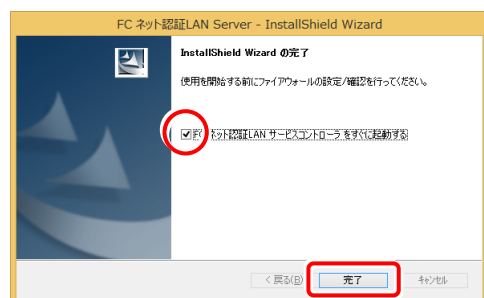 FC ネット認証LAN Server - InstallShield Wizard
InstallShield Wizard の完了
使用を開始する前にファイアウォールの設定/確認を行ってください。
FC ネット認証LAN サービスコントローラ をすぐに起動する
< 戻る(B)
完了
キャンセル